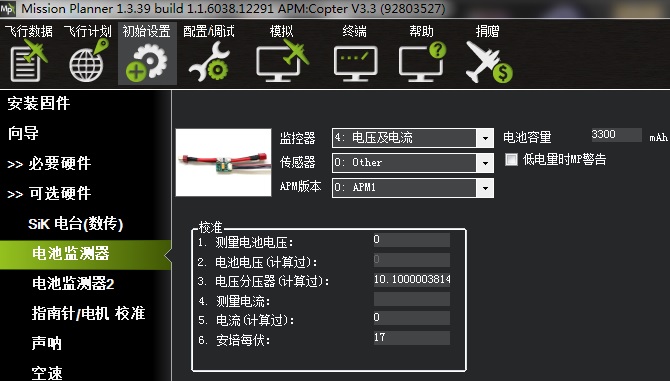 Mission Planner 1.3.39 build 1.1.6038.12291 APM:Copter V3.3 (92803527)
飞行数据 飞行计划 初始设置 配置/调试 模拟 终端 帮助 捐赠
安装固件
向导
>> 必要硬件
>> 可选硬件
SiK 电台(数传)
电池监测器
电池监测器2
指南针/电机 校准
声呐
空速
监控器 4: 电压及电流 电池容量 3300 mAh
传感器 0: Other 低电量时MP警告
APM版本 0: APM1
校准
1. 测量电池电压: 0
2. 电池电压(计算过): 0
3. 电压分压器(计算过): 10.1000003814
4. 测量电流:
5. 电流(计算过): 0
6. 安培每伏: 17